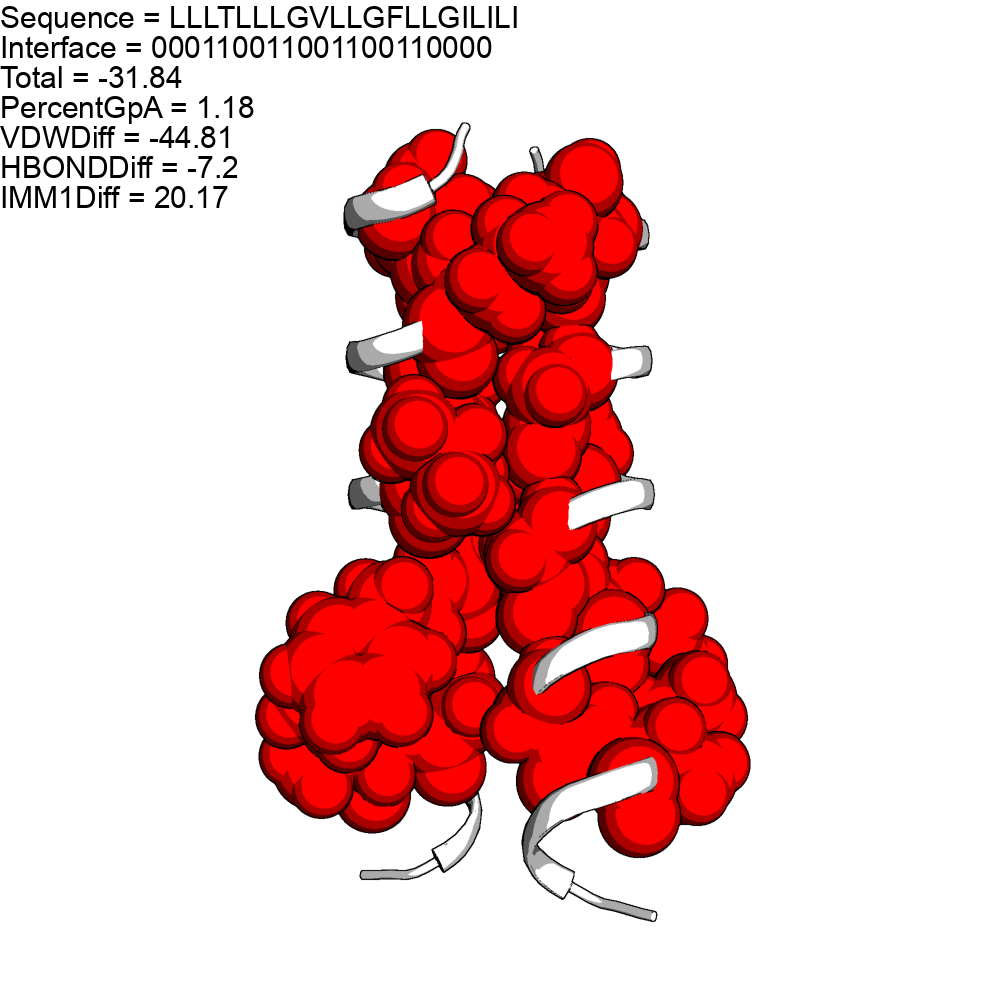 Sequence = LLLTLLLGVLLGFLLGILILI
Interface = 000110011001100110000
Total = -31.84
PercentGpA = 1.18
VDWDiff = -44.81
HBONDDiff = -7.2
IMM1Diff = 20.17